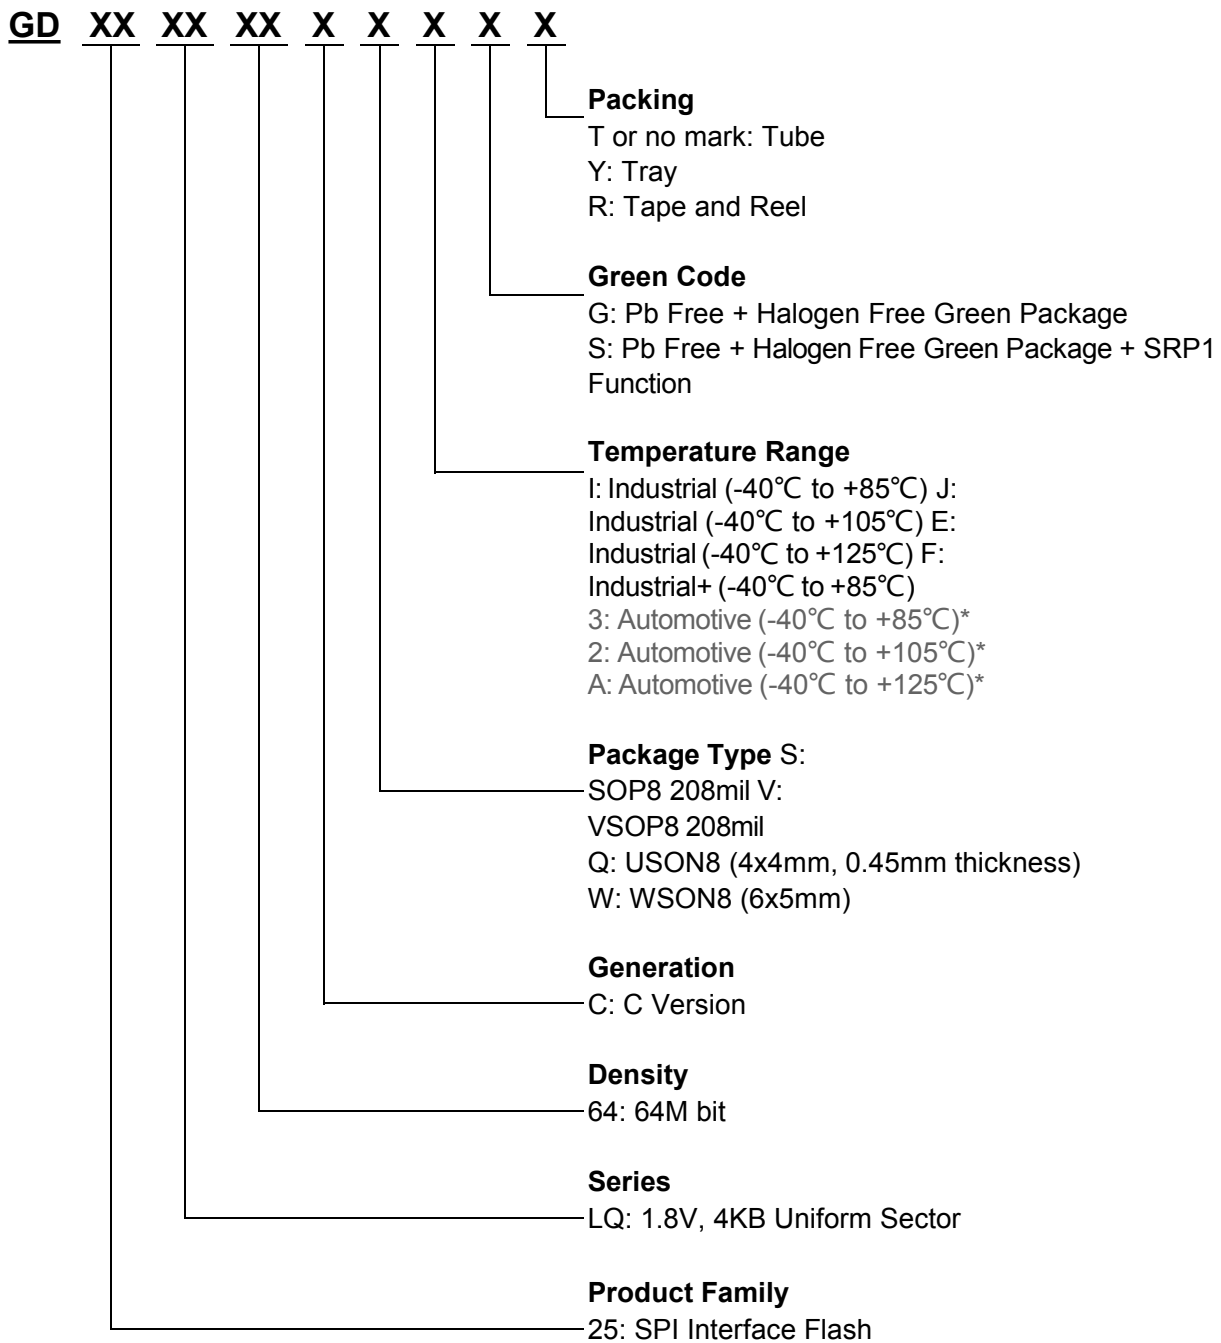 GD XX XX XX X X X X X
Packing
T or no mark: Tube
Y: Tray
R: Tape and Reel
Green Code
G: Pb Free + Halogen Free Green Package
S: Pb Free + Halogen Free Green Package + SRP1
Function
Temperature Range
I: Industrial (-40℃ to +85℃) J:
Industrial (-40℃ to +105℃) E:
Industrial (-40℃ to +125℃) F:
Industrial+ (-40℃ to +85℃)
3: Automotive (-40℃ to +85℃)*
2: Automotive (-40℃ to +105℃)*
A: Automotive (-40℃ to +125℃)*
Package Type S:
SOP8 208mil V:
VSOP8 208mil
Q: USON8 (4x4mm, 0.45mm thickness)
W: WSON8 (6x5mm)
Generation
C: C Version
Density
64: 64M bit
Series
LQ: 1.8V, 4KB Uniform Sector
Product Family
25: SPI Interface Flash